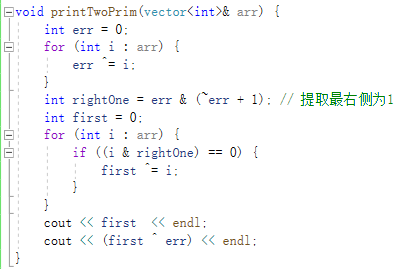 void printTwoPrim(vector<int>& arr) {
    int err = 0;
    for (int i : arr) {
        err ^= i;
    }
    int rightOne = err & (~err + 1); // 提取最右侧为1
    int first = 0;
    for (int i : arr) {
        if ((i & rightOne) == 0) {
            first ^= i;
        }
    }
    cout << first  << endl;
    cout << (first ^ err) << endl;
}